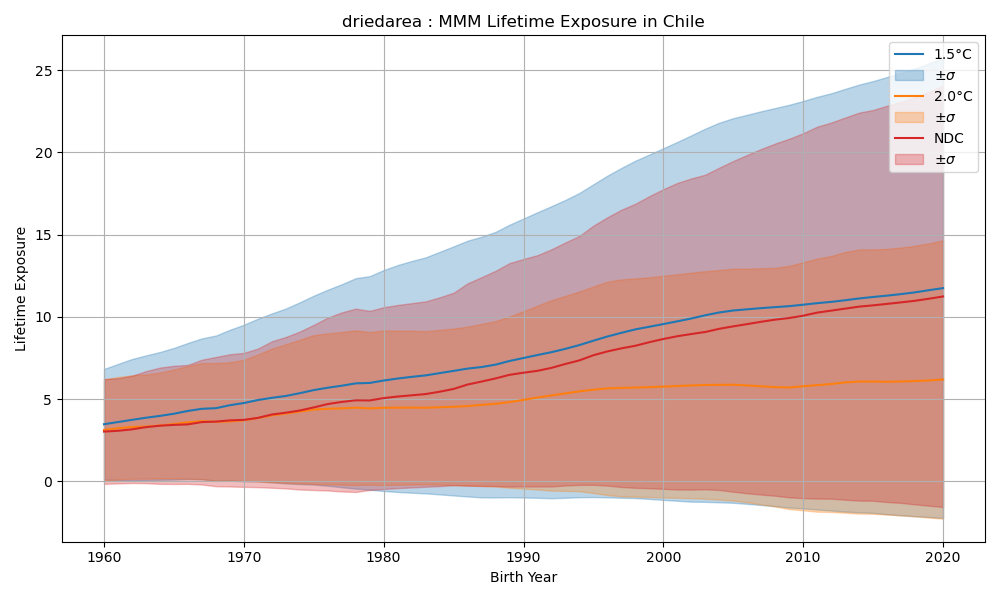 driedarea : MMM Lifetime Exposure in Chile
1.5°C
±σ
2.0°C
±σ
NDC
±σ
Lifetime Exposure
25
20
15
10
5
0
1960 1970 1980 1990 2000 2010 2020
Birth Year